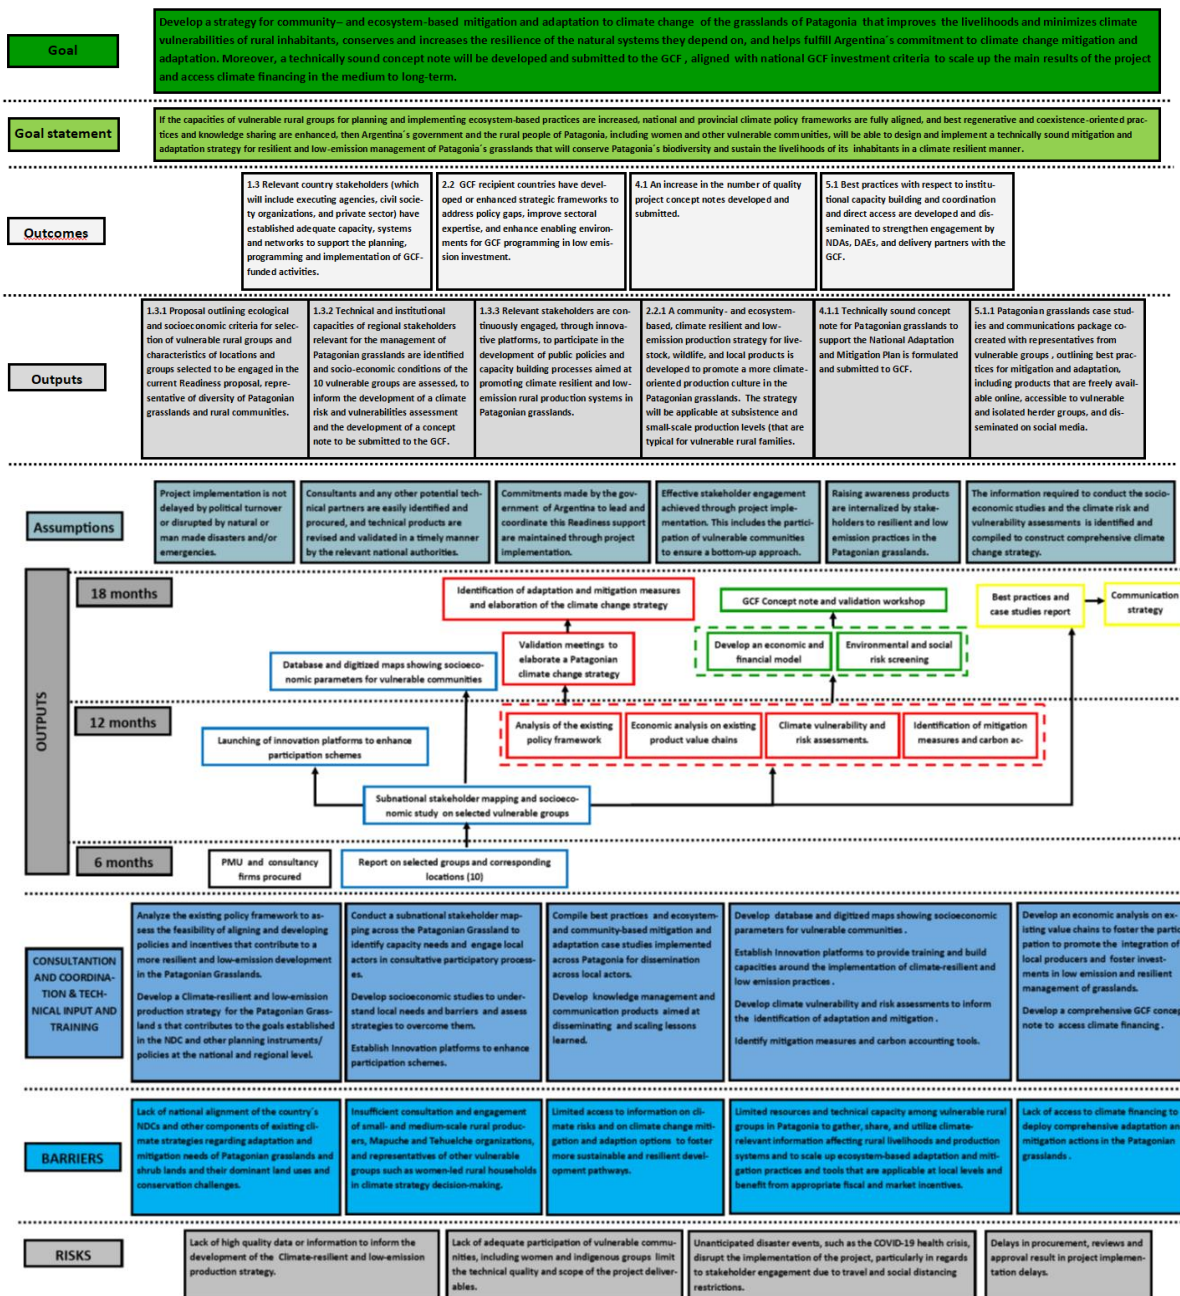 Goal
Develop a strategy for community– and ecosystem-based mitigation and adaptation to climate change of the grasslands of Patagonia that improves the livelihoods and minimizes climate
vulnerabilities of rural inhabitants, conserves and increases the resilience of the natural systems they depend on, and helps fulfill Argentina´s commitment to climate change mitigation and
adaptation. Moreover, a technically sound concept note will be developed and submitted to the GCF , aligned with national GCF investment criteria to scale up the main results of the project
and access climate financing in the medium to long-term.
Goal statement
If the capacities of vulnerable rural groups for planning and implementing ecosystem-based practices are increased, national and provincial climate policy frameworks are fully aligned, and best regenerative and coexistence-oriented prac-
tices and knowledge sharing are enhanced, then Argentina´s government and the rural people of Patagonia, including women and other vulnerable communities, will be able to design and implement a technically sound mitigation and
adaptation strategy for resilient and low-emission management of Patagonia´s grasslands that will conserve Patagonia´s biodiversity and sustain the livelihoods of its inhabitants in a climate resilient manner.
Outcomes
1.3 Relevant country stakeholders (which
will include executing agencies, civil socie-
ty organizations, and private sector) have
established adequate capacity, systems
and networks to support the planning,
programming and implementation of GCF-
funded activities.
2.2 GCF recipient countries have devel-
oped or enhanced strategic frameworks to
address policy gaps, improve sectoral
expertise, and enhance enabling environ-
ments for GCF programming in low emis-
sion investment.
4.1 An increase in the number of quality
project concept notes developed and
submitted.
5.1 Best practices with respect to institu-
tional capacity building and coordination
and direct access are developed and dis-
seminated to strengthen engagement by
NDAs, DAEs, and delivery partners with the
GCF.
Outputs
1.3.1 Proposal outlining ecological
and socioeconomic criteria for selec-
tion of vulnerable rural groups and
characteristics of locations and
groups selected to be engaged in the
current Readiness proposal, repre-
sentative of diversity of Patagonian
grasslands and rural communities.
1.3.2 Technical and institutional
capacities of regional stakeholders
relevant for the management of
Patagonian grasslands are identified
and socio-economic conditions of the
10 vulnerable groups are assessed, to
inform the development of a climate
risk and vulnerabilities assessment
and the development of a concept
note to be submitted to the GCF.
1.3.3 Relevant stakeholders are con-
tinuously engaged, through innova-
tive platforms, to participate in the
development of public policies and
capacity building processes aimed at
promoting climate resilient and low-
emission rural production systems in
Patagonian grasslands.
2.2.1 A community- and ecosystem-
based, climate resilient and low-
emission production strategy for live-
stock, wildlife, and local products is
developed to promote a more climate-
oriented production culture in the
Patagonian grasslands. The strategy
will be applicable at subsistence and
small-scale production levels (that are
typical for vulnerable rural families.
4.1.1 Technically sound concept
note for Patagonian grasslands to
support the National Adaptation
and Mitigation Plan is formulated
and submitted to GCF.
5.1.1 Patagonian grasslands case stud-
ies and communications package co-
created with representatives from
vulnerable groups , outlining best prac-
tices for mitigation and adaptation,
including products that are freely avail-
able online, accessible to vulnerable
and isolated herder groups, and dis-
seminated on social media.
Assumptions
Project implementation is not
delayed by political turnover
or disrupted by natural or
man made disasters and/or
emergencies.
Consultants and any other potential tech-
nical partners are easily identified and
procured, and technical products are
revised and validated in a timely manner
by the relevant national authorities.
Commitments made by the gov-
ernment of Argentina to lead and
coordinate this Readiness support
are maintained through project
implementation.
Effective stakeholder engagement
achieved through project imple-
mentation. This includes the partici-
pation of vulnerable communities
to ensure a bottom-up approach.
Raising awareness products
are internalized by stake-
holders to resilient and low
emission practices in the
Patagonian grasslands.
The information required to conduct the socio-
economic studies and the climate risk and
vulnerability assessments is identified and
compiled to construct comprehensive climate
change strategy.
OUTPUTS
18 months
Identification of adaptation and mitigation measures
and elaboration of the climate change strategy
GCF Concept note and validation workshop
Best practices and
case studies report
Communication
strategy
Validation meetings to
elaborate a Patagonian
climate change strategy
Develop an economic and
financial model
Environmental and social
risk screening
Database and digitized maps showing socioeco-
nomic parameters for vulnerable communities
12 months
Launching of innovation platforms to enhance
participation schemes
Analysis of the existing
policy framework
Economic analysis on existing
product value chains
Climate vulnerability and
risk assessments.
Identification of mitigation
measures and carbon ac-
Subnational stakeholder mapping and socioeco-
nomic study on selected vulnerable groups
6 months
PMU and consultancy
firms procured
Report on selected groups and corresponding
locations (10)
CONSULTANTION
AND COORDINA-
TION & TECH-
NICAL INPUT AND
TRAINING
Analyze the existing policy framework to as-
sess the feasibility of aligning and developing
policies and incentives that contribute to a
more resilient and low-emission development
in the Patagonian Grasslands.
Develop a Climate-resilient and low-emission
production strategy for the Patagonian Grass-
land s that contributes to the goals established
in the NDC and other planning instruments/
policies at the national and regional level.
Conduct a subnational stakeholder map-
ping across the Patagonian Grassland to
identify capacity needs and engage local
actors in consultative participatory process-
es.
Develop socioeconomic studies to under-
stand local needs and barriers and assess
strategies to overcome them.
Establish Innovation platforms to enhance
participation schemes.
Compile best practices and ecosystem-
and community-based mitigation and
adaptation case studies implemented
across Patagonia for dissemination
across local actors.
Develop knowledge management and
communication products aimed at
disseminating and scaling lessons
learned.
Develop database and digitized maps showing socioeconomic
parameters for vulnerable communities .
Establish Innovation platforms to provide training and build
capacities around the implementation of climate-resilient and
low emission practices .
Develop climate vulnerability and risk assessments to inform
the identification of adaptation and mitigation .
Identify mitigation measures and carbon accounting tools.
Develop an economic analysis on ex-
isting value chains to foster the partici-
pation to promote the integration of
local producers and foster invest-
ments in low emission and resilient
management of grasslands.
Develop a comprehensive GCF concep
note to access climate financing .
BARRIERS
Lack of national alignment of the country´s
NDCs and other components of existing cli-
mate strategies regarding adaptation and
mitigation needs of Patagonian grasslands and
shrub lands and their dominant land uses and
conservation challenges.
Insufficient consultation and engagement
of small- and medium-scale rural produc-
ers, Mapuche and Tehuelche organizations,
and representatives of other vulnerable
groups such as women-led rural households
in climate strategy decision-making.
Limited access to information on cli-
mate risks and on climate change miti-
gation and adaption options to foster
more sustainable and resilient devel-
opment pathways.
Limited resources and technical capacity among vulnerable rural
groups in Patagonia to gather, share, and utilize climate-
relevant information affecting rural livelihoods and production
systems and to scale up ecosystem-based adaptation and miti-
gation practices and tools that are applicable at local levels and
benefit from appropriate fiscal and market incentives.
Lack of access to climate financing to
deploy comprehensive adaptation an
mitigation actions in the Patagonian
grasslands .
RISKS
Lack of high quality data or information to inform the
development of the Climate-resilient and low-emission
production strategy.
Lack of adequate participation of vulnerable commu-
nities, including women and indigenous groups limit
the technical quality and scope of the project deliver-
ables.
Unanticipated disaster events, such as the COVID-19 health crisis,
disrupt the implementation of the project, particularly in regards
to stakeholder engagement due to travel and social distancing
restrictions.
Delays in procurement, reviews and
approval result in project implemen-
tation delays.